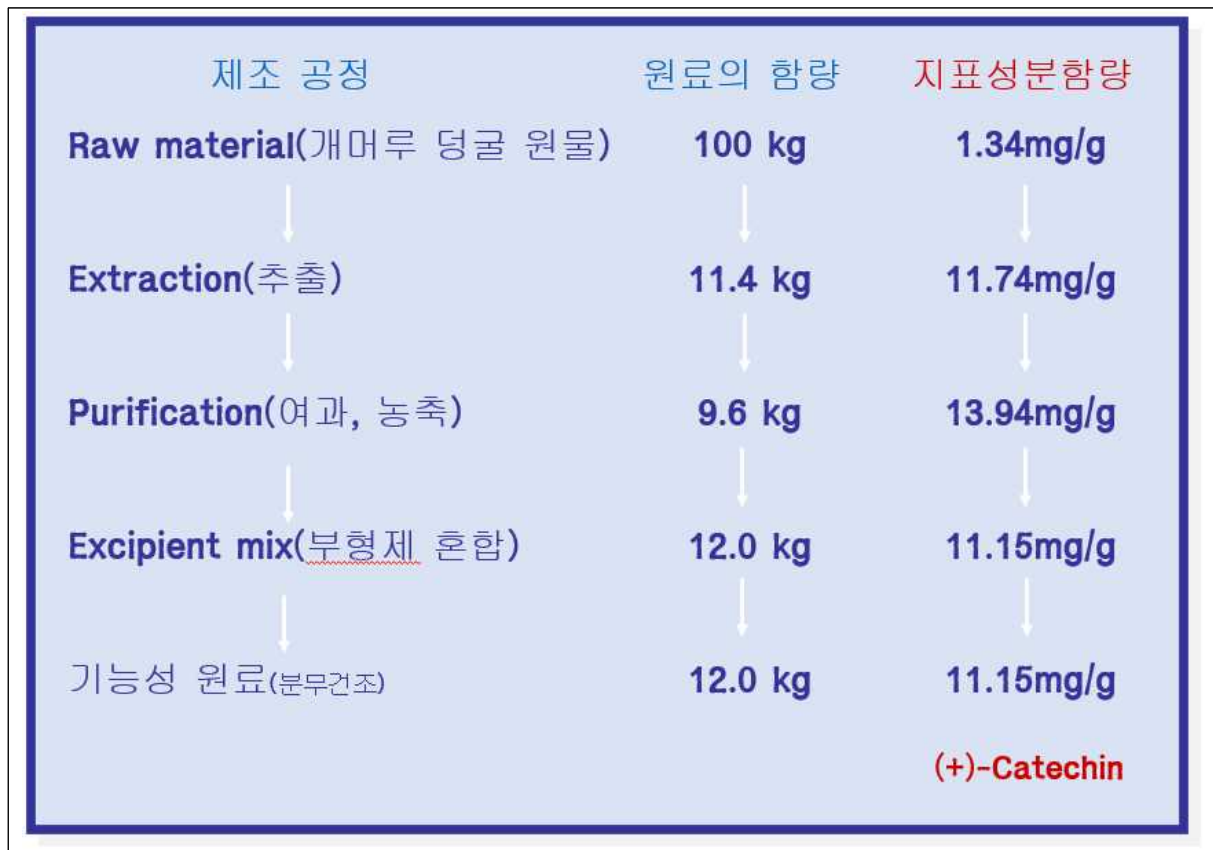 제조 공정 원료의 함량 지표성분함량
Raw material(개머루 덩굴 원물) 100 kg 1.34mg/g
Extraction(추출) 11.4 kg 11.74mg/g
Purification(여과, 농축) 9.6 kg 13.94mg/g
Excipient mix(부형제 혼합) 12.0 kg 11.15mg/g
기능성 원료(분무건조) 12.0 kg 11.15mg/g
(+)-Catechin